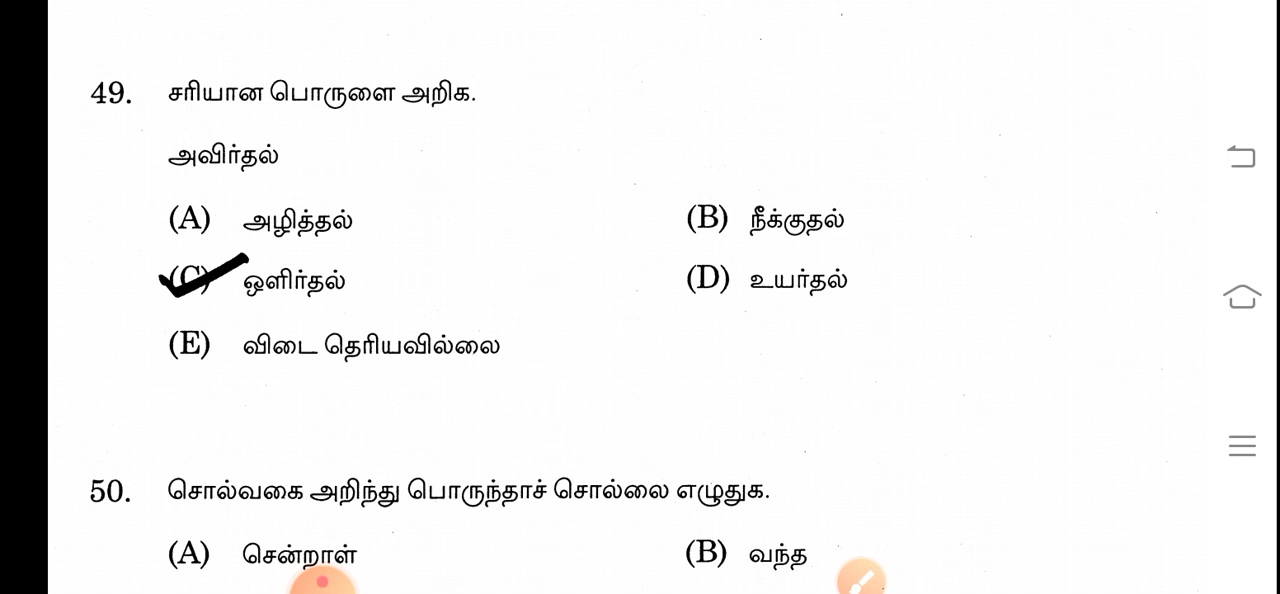 49. சரியான பொருளை அறிக.
அவிர்தல்
(A) அழித்தல் (B) நீக்குதல்
(C) ஒளிர்தல் (D) உயர்தல்
(E) விடை தெரியவில்லை
50. சொல்வகை அறிந்து பொருந்தாச் சொல்லை எழுதுக.
(A) சென்றாள் (B) வந்த